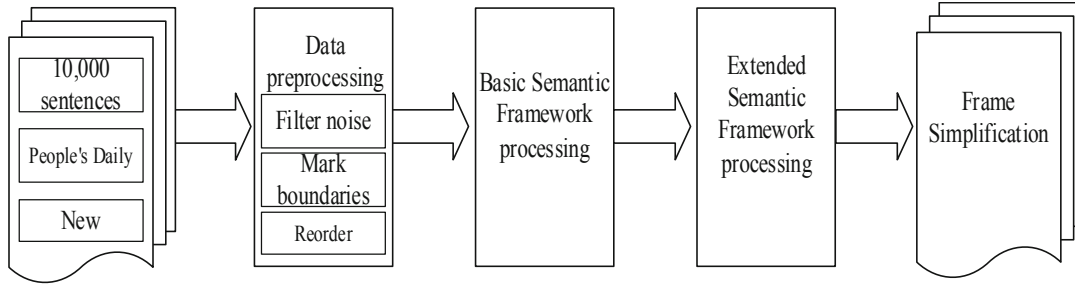 10,000
sentences
People's Daily
New
Data
preprocessing
Filter noise
Mark
boundaries
Reorder
Basic Semantic
Framework
processing
Extended
Semantic
Framework
processing
Frame
Simplification